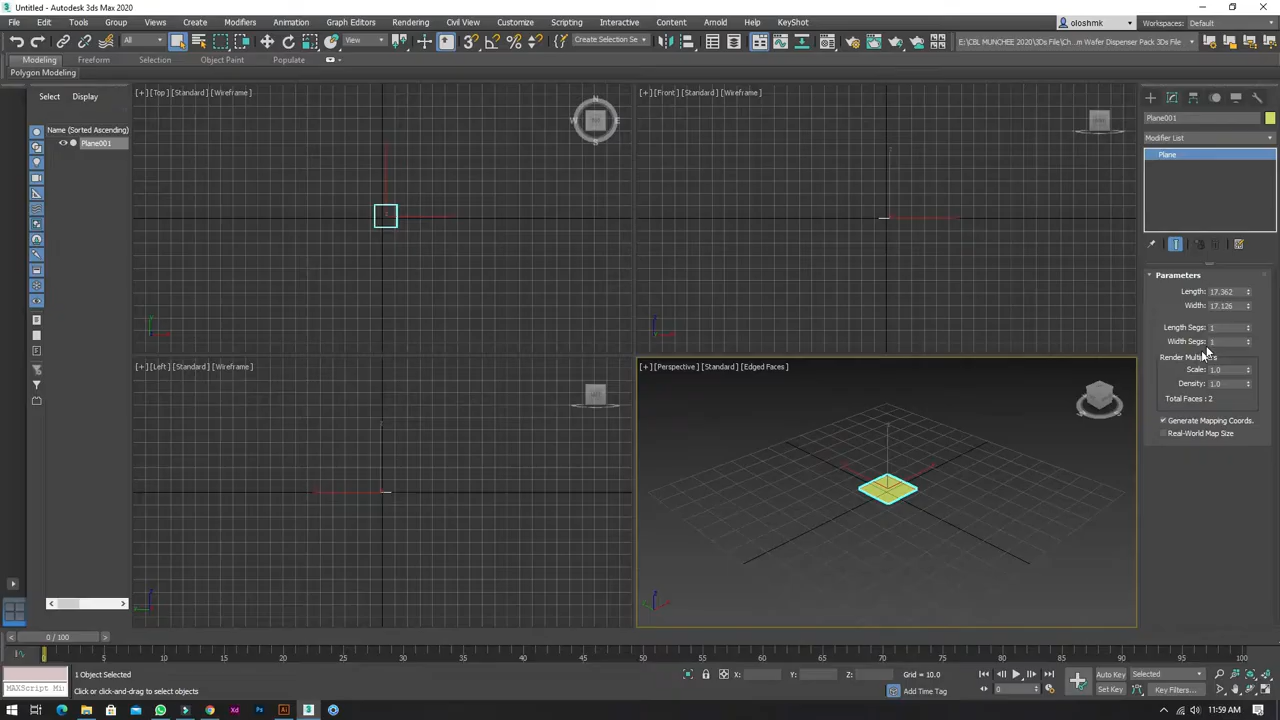 Untitled - Autodesk 3ds Max 2020
File Edit Tools Group Views Create Modifiers Animation Graph Editors Rendering Civil View Customize Scripting Interactive Content Arnold Help KeyShot
oloshmk Workspaces: Default
All View Create Selection Se E:\CBL MUNCHEE 2020\3Ds File\Ch... m Wafer Dispenser Pack 3Ds File
Modeling Freeform Selection Object Paint Populate
Polygon Modeling
Select Display
Name (Sorted Ascending)
Plane001
[+] [Top] [Standard] [Wireframe]
[+] [Front] [Standard] [Wireframe]
[+] [Left] [Standard] [Wireframe]
[+] [Perspective] [Standard] [Edged Faces]
Plane001
Modifier List
Plane
Parameters
Length: 17.362
Width: 17.126
Length Segs: 1
Width Segs: 1
Render Multipliers
Scale: 1.0
Density: 1.0
Total Faces : 2
Generate Mapping Coords.
Real-World Map Size
0 / 100
0 5 10 15 20 25 30 35 40 45 50 55 60 65 70 75 80 85 90 95 100
1 Object Selected X: Y: Z: Grid = 10.0 Auto Key Selected
MAXScript Mi Click or click-and-drag to select objects Add Time Tag 0 Set Key Key Filters...
11:59 AM